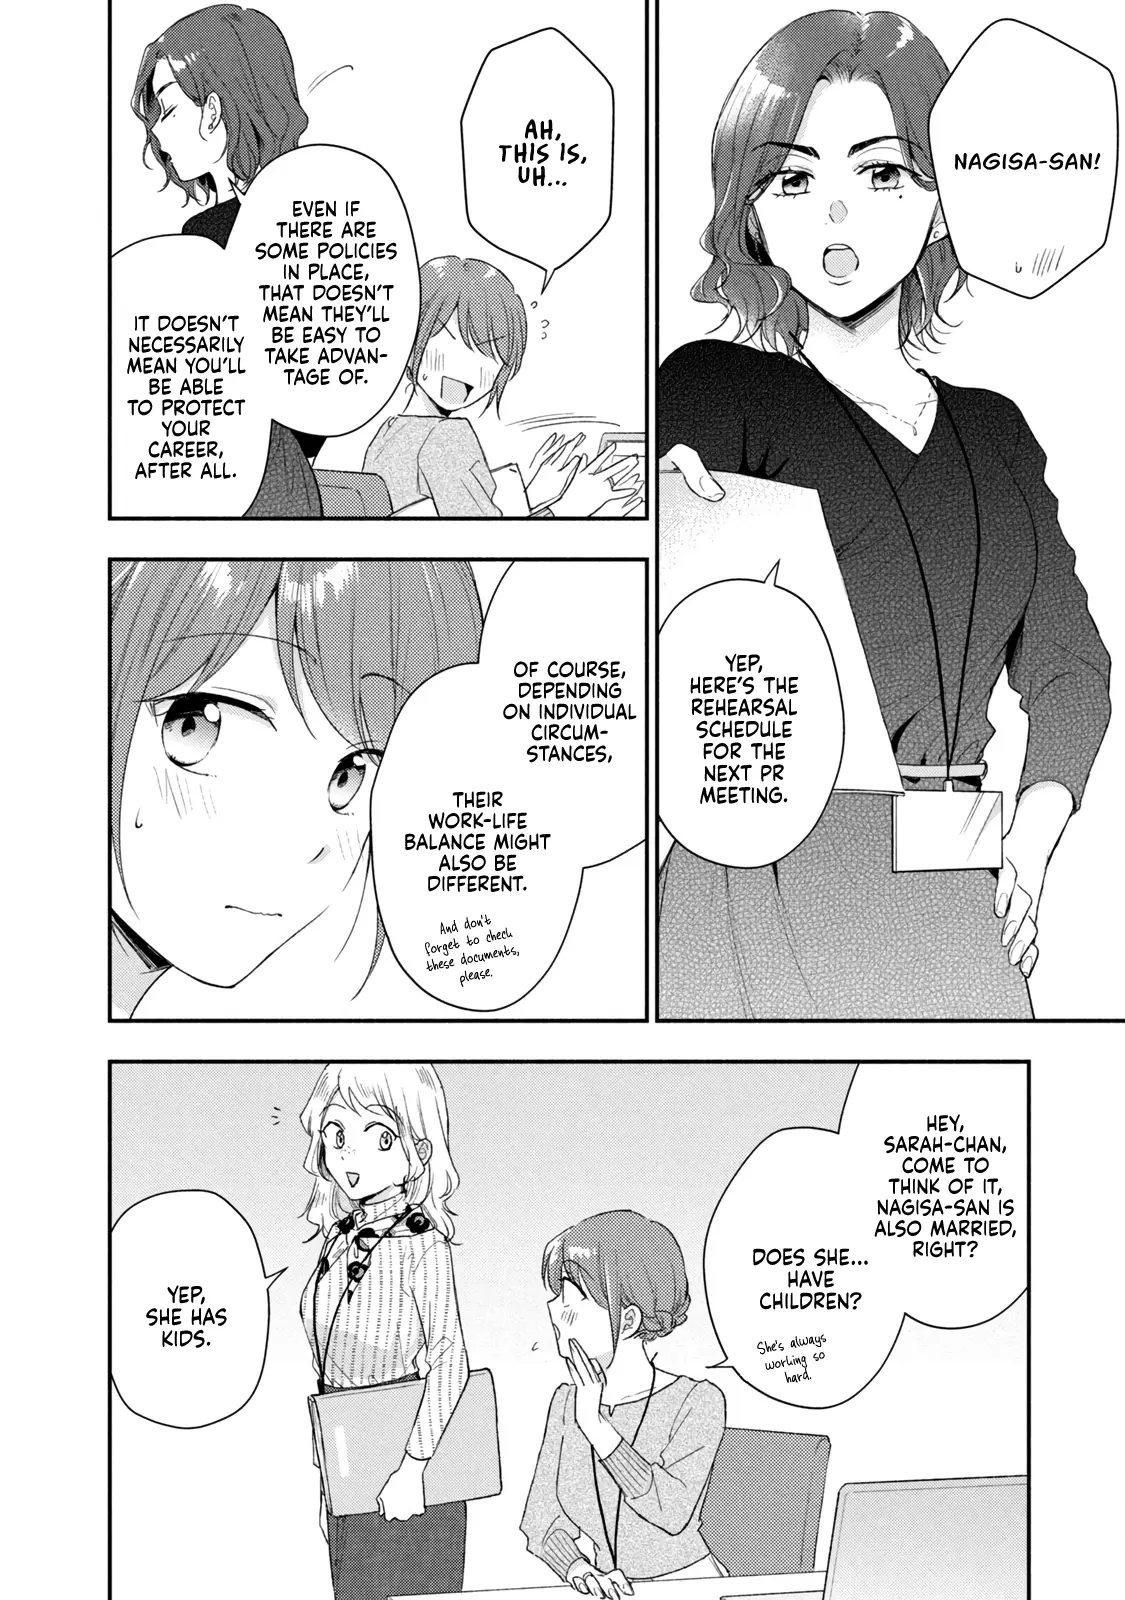 NAGISA-SAN!
YEP,
HERE'S THE
REHEARSAL
SCHEDULE
FOR THE
NEXT PR
MEETING.
AH,
THIS IS,
UH...
EVEN IF
THERE ARE
SOME POLICIES
IN PLACE,
THAT DOESN'T
MEAN THEY'LL
BE EASY TO
TAKE ADVAN-
TAGE OF.
IT DOESN'T
NECESSARILY
MEAN YOU'LL
BE ABLE
TO PROTECT
YOUR
CAREER,
AFTER ALL.
OF COURSE,
DEPENDING
ON INDIVIDUAL
CIRCUM-
STANCES,
THEIR
WORK-LIFE
BALANCE MIGHT
ALSO BE
DIFFERENT.
And don't
forget to check
these documents,
please.
HEY,
SARAH-CHAN,
COME TO
THINK OF IT,
NAGISA-SAN IS
ALSO MARRIED,
RIGHT?
DOES SHE...
HAVE
CHILDREN?
She's always
working so
hard.
YEP,
SHE HAS
KIDS.